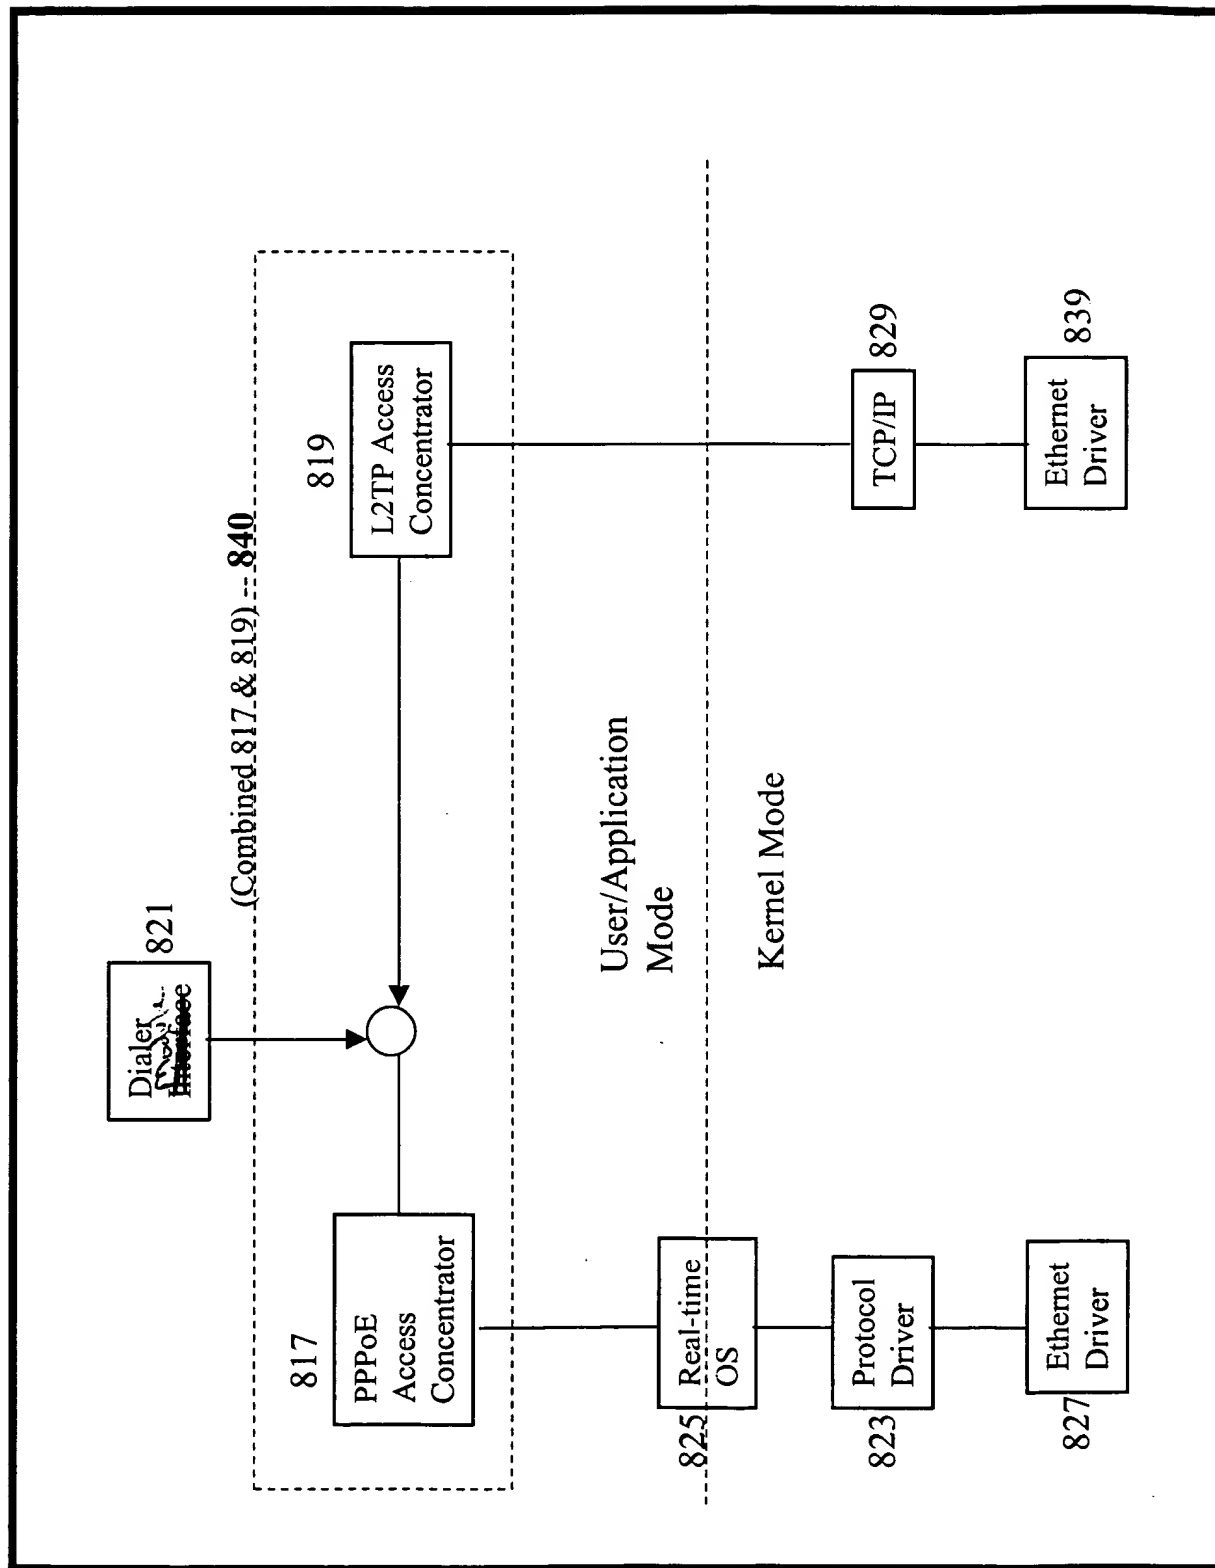 Dialer
Interface
821
(Combined 817 & 819) -- 840
817
PPPoE
Access
Concentrator
819
L2TP Access
Concentrator
User/Application
Mode
Kernel Mode
825
Real-time
OS
823
Protocol
Driver
827
Ethernet
Driver
TCP/IP
829
Ethernet
Driver
839